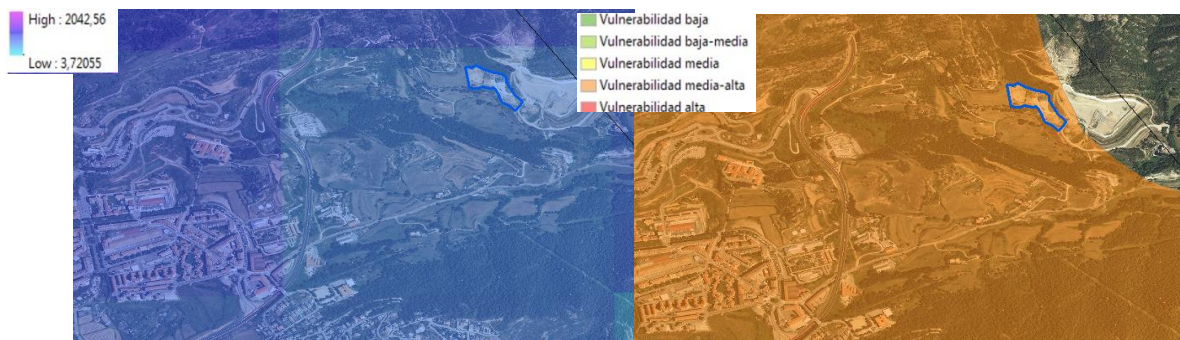 High : 2042,56
Low : 3,72055
Vulnerabilidad baja
Vulnerabilidad baja-media
Vulnerabilidad media
Vulnerabilidad media-alta
Vulnerabilidad alta